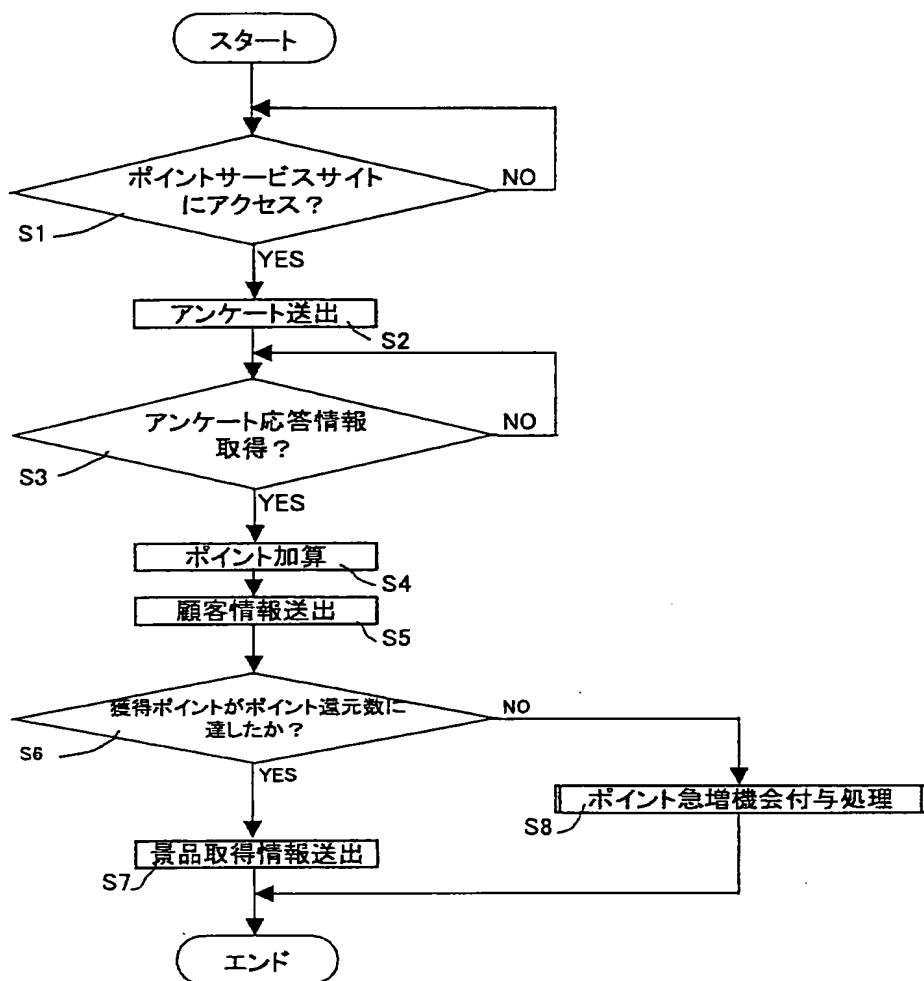 スタート
ポイントサービスサイト
にアクセス？
NO
S1
YES
アンケート送出
S2
アンケート応答情報
取得？
NO
S3
YES
ポイント加算
S4
顧客情報送出
S5
獲得ポイントがポイント還元数に
達したか？
NO
S6
YES
ポイント急増機会付与処理
S8
景品取得情報送出
S7
エンド